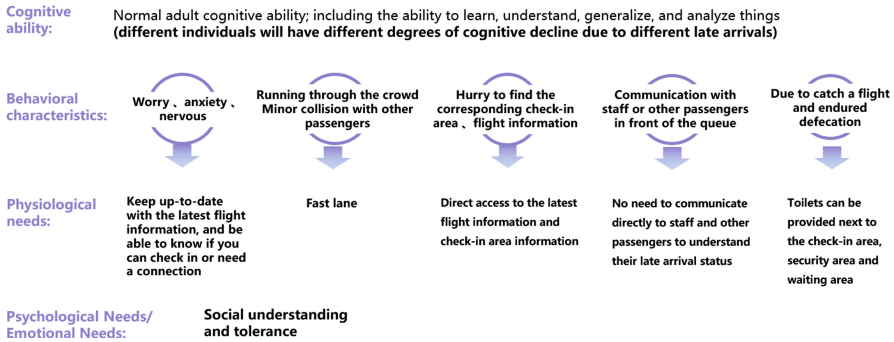 Cognitive
ability:
Normal adult cognitive ability; including the ability to learn, understand, generalize, and analyze things
(different individuals will have different degrees of cognitive decline due to different late arrivals)
Behavioral
characteristics:
Worry 、anxiety 、
nervous
Running through the crowd
Minor collision with other
passengers
Hurry to find the
corresponding check-in
area 、flight information
Communication with
staff or other passengers
in front of the queue
Due to catch a flight
and endured
defecation
Physiological
needs:
Keep up-to-date
with the latest flight
information, and be
able to know if you
can check in or need
a connection
Fast lane
Direct access to the latest
flight information and
check-in area information
No need to communicate
directly to staff and other
passengers to understand
their late arrival status
Toilets can be
provided next to
the check-in area,
security area and
waiting area
Psychological Needs/
Emotional Needs:
Social understanding
and tolerance